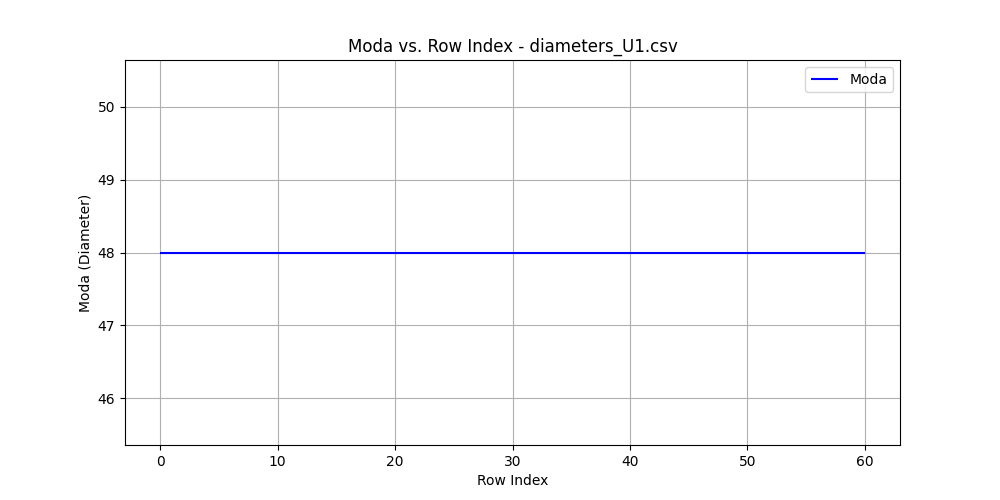 Moda vs. Row Index - diameters_U1.csv
Moda
50
49
48
47
46
Moda (Diameter)
0 10 20 30 40 50 60
Row Index